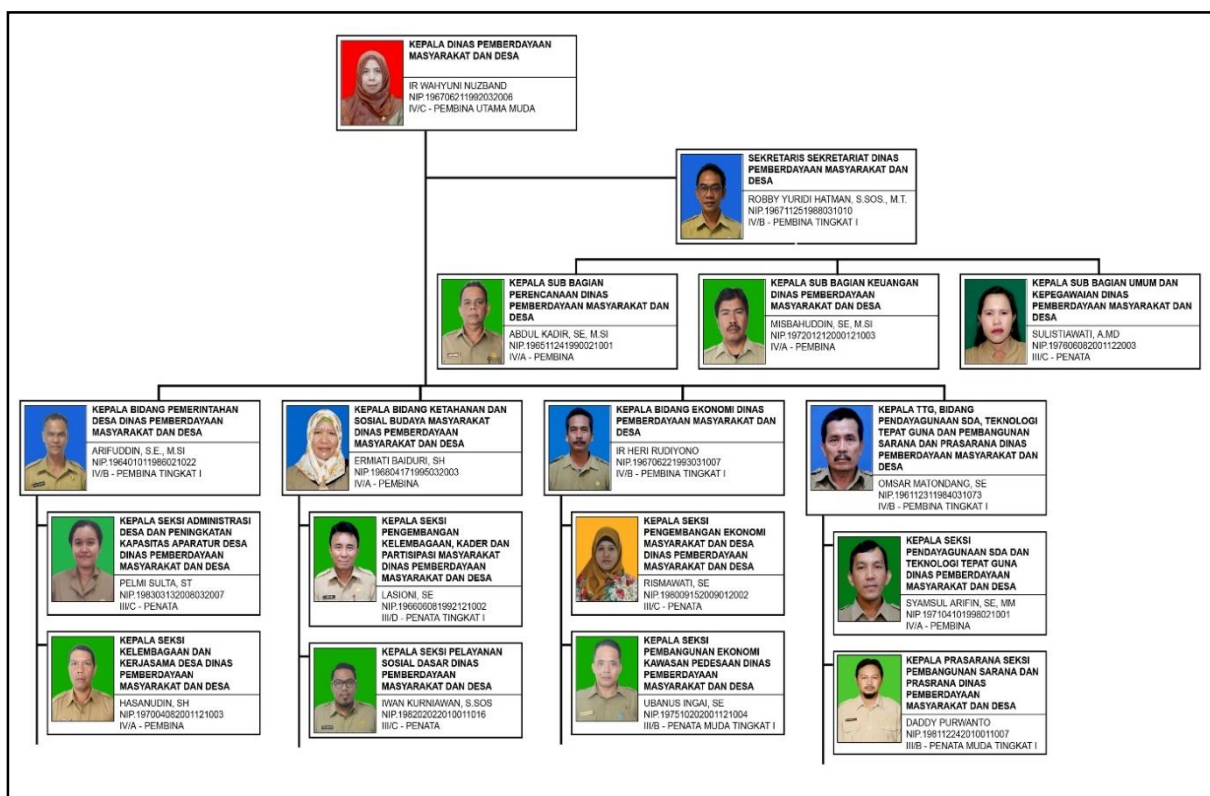 KEPALA DINAS PEMBERDAYAAN
MASYARAKAT DAN DESA
IR WAHYUNI NUZBAND
NIP.196706211992032006
IV/C - PEMBINA UTAMA MUDA
SEKRETARIS SEKRETARIAT DINAS
PEMBERDAYAAN MASYARAKAT DAN
DESA
ROBBY YURIDI HATMAN, S.SOS., M.T.
NIP.196711251988031010
IV/B - PEMBINA TINGKAT I
KEPALA SUB BAGIAN
PERENCANAAN DINAS
PEMBERDAYAAN MASYARAKAT DAN
DESA
ABDUL KADIR, SE, M.SI
NIP.196511241990021001
IV/A - PEMBINA
KEPALA SUB BAGIAN KEUANGAN
DINAS PEMBERDAYAAN
MASYARAKAT DAN DESA
MISBAHUDDIN, SE, M.SI
NIP.197201212000121003
IV/A - PEMBINA
KEPALA SUB BAGIAN UMUM DAN
KEPEGAWAIAN DINAS
PEMBERDAYAAN MASYARAKAT DAN
DESA
SULISTIAWATI, A.MD
NIP.197606082001122003
III/C - PENATA
KEPALA BIDANG PEMERINTAHAN
DESA DINAS PEMBERDAYAAN
MASYARAKAT DAN DESA
ARIFUDDIN, S.E., M.SI
NIP.196401011986021022
IV/B - PEMBINA TINGKAT I
KEPALA BIDANG KETAHANAN DAN
SOSIAL BUDAYA MASYARAKAT
DINAS PEMBERDAYAAN
MASYARAKAT DAN DESA
ERMIATI BAIDURI, SH
NIP.196804171995032003
IV/A - PEMBINA
KEPALA BIDANG EKONOMI DINAS
PEMBERDAYAAN MASYARAKAT DAN
DESA
IR HERI RUDIYONO
NIP.196706221993031007
IV/B - PEMBINA TINGKAT I
KEPALA TTG, BIDANG
PENDAYAGUNAAN SDA, TEKNOLOGI
TEPAT GUNA DAN PEMBANGUNAN
SARANA DAN PRASARANA DINAS
PEMBERDAYAAN MASYARAKAT DAN
DESA
OMSAR MATONDANG, SE
NIP.196112311984031073
IV/B - PEMBINA TINGKAT I
KEPALA SEKSI ADMINISTRASI
DESA DAN PENINGKATAN
KAPASITAS APARATUR DESA
DINAS PEMBERDAYAAN
MASYARAKAT DAN DESA
PELMI SULTA, ST
NIP.198303132008032007
III/C - PENATA
KEPALA SEKSI
PENGEMBANGAN
KELEMBAGAAN, KADER DAN
PARTISIPASI MASYARAKAT
DINAS PEMBERDAYAAN
MASYARAKAT DAN DESA
LASIONI, SE
NIP.196606081992121002
III/D - PENATA TINGKAT I
KEPALA SEKSI
PENGEMBANGAN EKONOMI
MASYARAKAT DAN DESA
DINAS PEMBERDAYAAN
MASYARAKAT DAN DESA
RISMAWATI, SE
NIP.198009152009012002
III/C - PENATA
KEPALA SEKSI
PENDAYAGUNAAN SDA DAN
TEKNOLOGI TEPAT GUNA
DINAS PEMBERDAYAAN
MASYARAKAT DAN DESA
SYAMSUL ARIFIN, SE, MM
NIP.197104101998021001
IV/A - PEMBINA
KEPALA SEKSI
KELEMBAGAAN DAN
KERJASAMA DESA DINAS
PEMBERDAYAAN
MASYARAKAT DAN DESA
HASANUDIN, SH
NIP.197004082001121003
IV/A - PEMBINA
KEPALA SEKSI PELAYANAN
SOSIAL DASAR DINAS
PEMBERDAYAAN
MASYARAKAT DAN DESA
IWAN KURNIAWAN, S.SOS
NIP.198202022010011016
III/C - PENATA
KEPALA SEKSI
PEMBANGUNAN EKONOMI
KAWASAN PEDESAAN DINAS
PEMBERDAYAAN
MASYARAKAT DAN DESA
UBANUS INGAI, SE
NIP.197510202001121004
III/B - PENATA MUDA TINGKAT I
KEPALA PRASARANA SEKSI
PEMBANGUNAN SARANA DAN
PRASRANA DINAS
PEMBERDAYAAN
MASYARAKAT DAN DESA
DADDY PURWANTO
NIP.198112242010011007
III/B - PENATA MUDA TINGKAT I